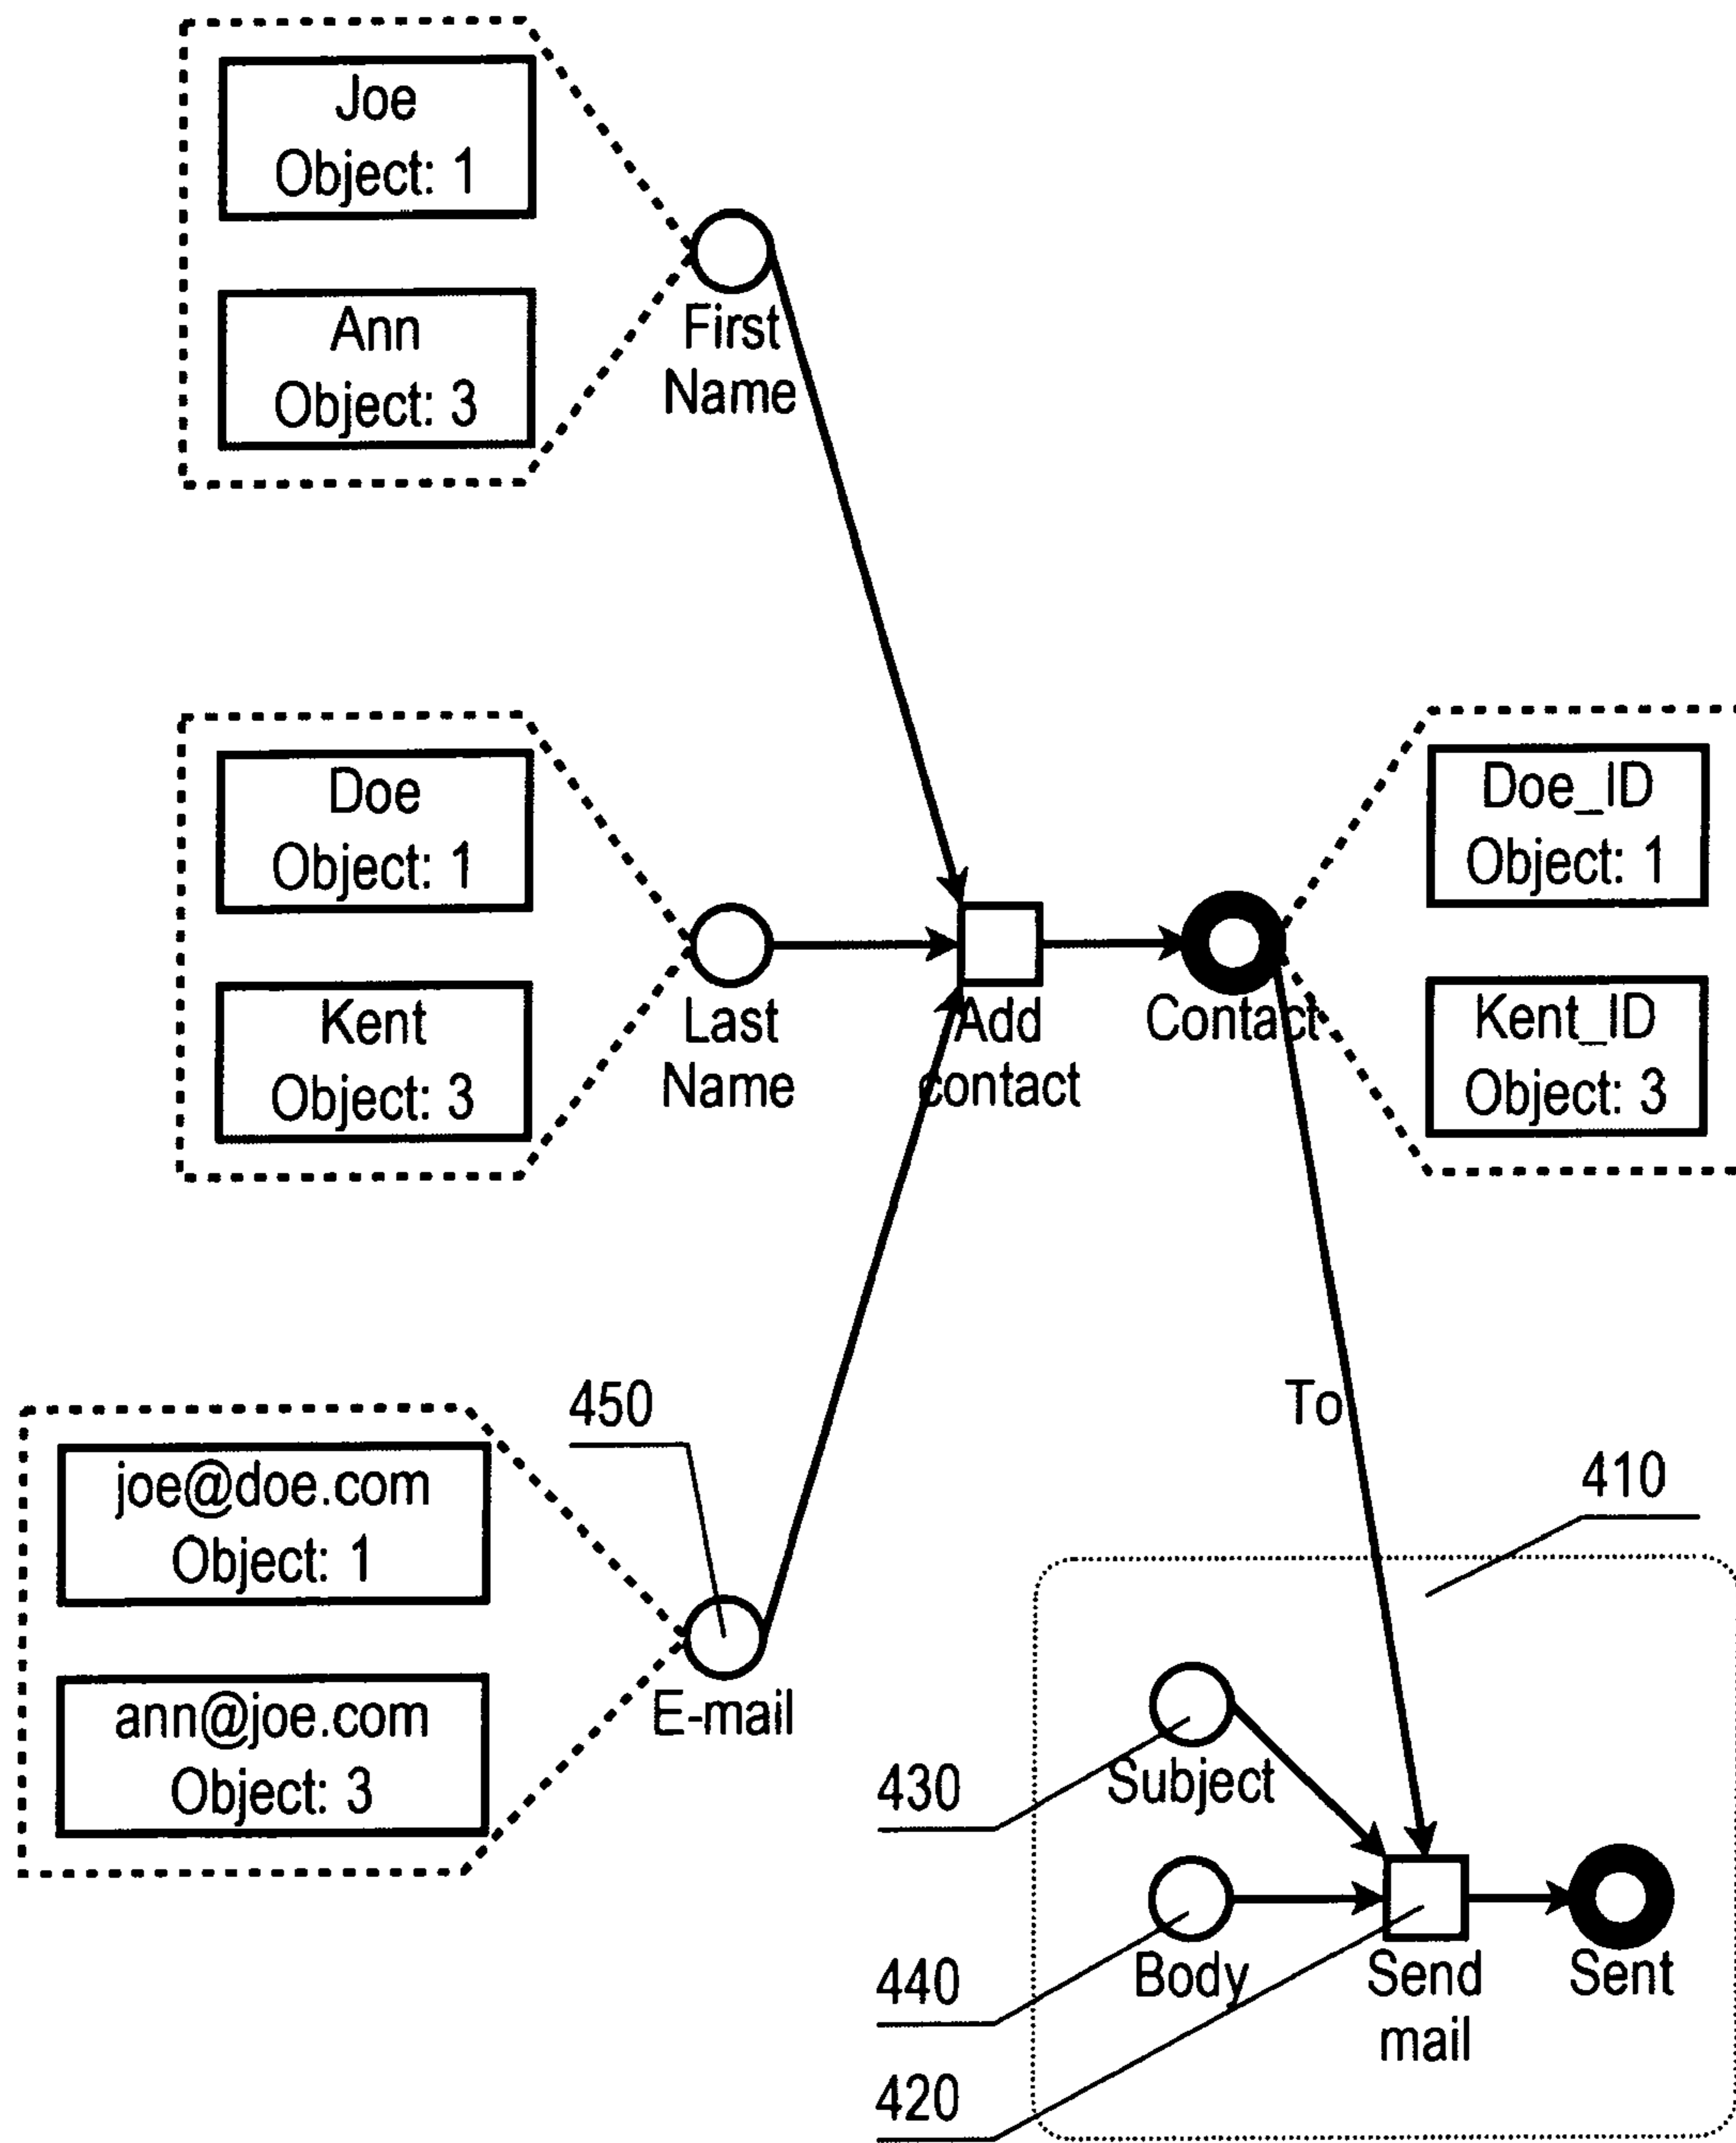 Joe
Object: 1
Ann
Object: 3
First
Name
Doe
Object: 1
Kent
Object: 3
Last
Name
Add
contact
Contact
Doe_ID
Object: 1
Kent_ID
Object: 3
To
450
joe@doe.com
Object: 1
ann@joe.com
Object: 3
E-mail
410
430
Subject
440
Body
Send
mail
Sent
420